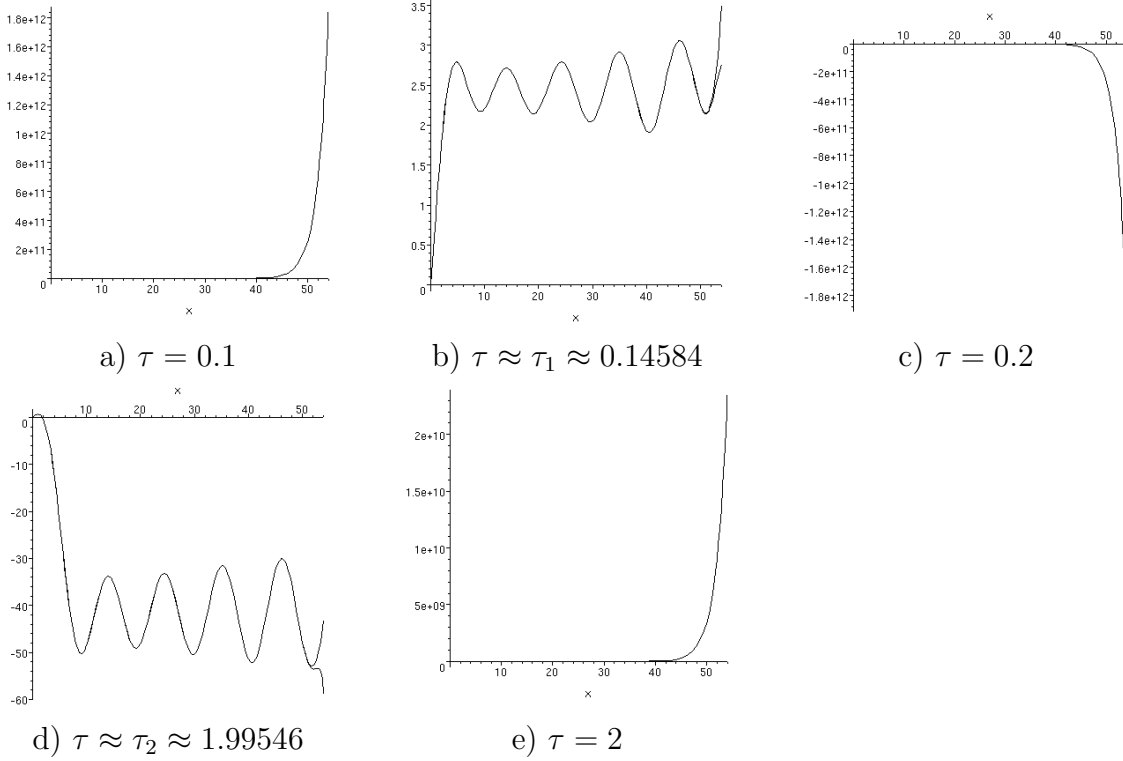 1.8e+12
1.6e+12
1.4e+12
1.2e+12
1e+12
8e+11
6e+11
4e+11
2e+11
0
10 20 30 40 50
x
a) τ = 0.1
3.5
3
2.5
2
1.5
1
0.5
0
10 20 30 40 50
x
b) τ ≈ τ₁ ≈ 0.14584
x
10 20 30 40 50
0
-2e+11
-4e+11
-6e+11
-8e+11
-1e+12
-1.2e+12
-1.4e+12
-1.6e+12
-1.8e+12
c) τ = 0.2
x
10 20 30 40 50
0
-10
-20
-30
-40
-50
-60
d) τ ≈ τ₂ ≈ 1.99546
2e+10
1.5e+10
1e+10
5e+09
0
10 20 30 40 50
x
e) τ = 2